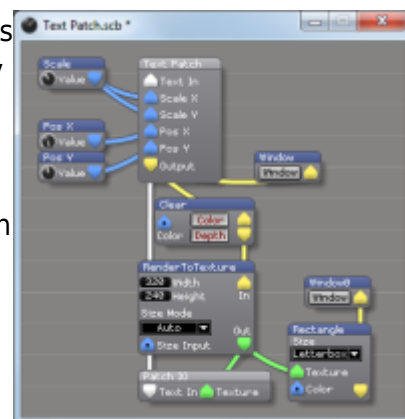 Text Patch.scb *
Scale
Value
Pos X
Value
Pos Y
Value
Text Patch
Text In
Scale X
Scale Y
Pos X
Pos Y
Output
Window
Window
Clear
Color
Color Depth
RenderToTexture
320 Width
240 Height In
Size Mode
Auto Out
Size Input
Window0
Window
Rectangle
Size
Letterbox
Texture
Color
Patch IO
Text In Texture